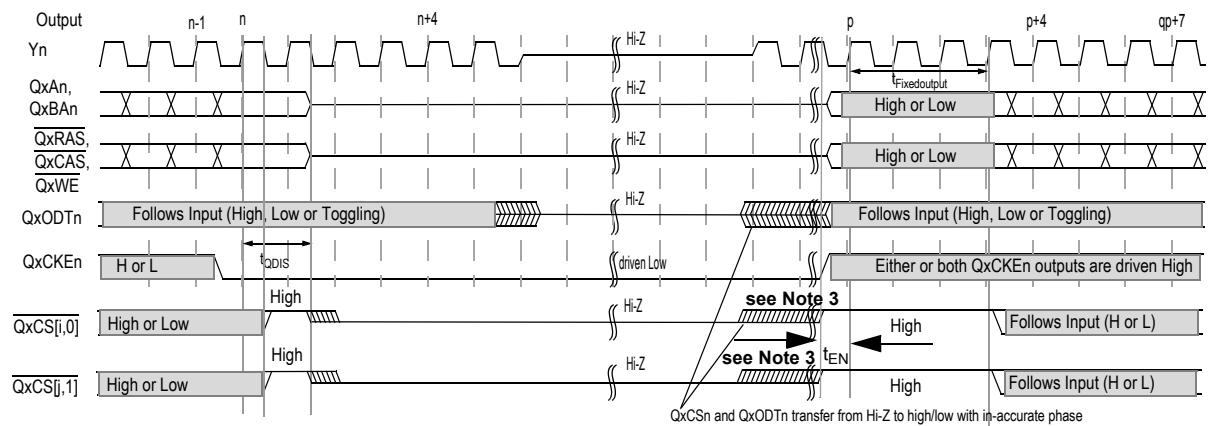 Output
n-1 n n+4 p p+4 qp+7
Yn Hi-Z
tFixedoutput
QxAn,
QxBAn Hi-Z High or Low
QxRAS,
QxCAS, Hi-Z High or Low
QxWE
QxODTn Follows Input (High, Low or Toggling) Hi-Z Follows Input (High, Low or Toggling)
QxCKEn H or L tQDIS driven Low Either or both QxCKEn outputs are driven High
QxCS[i,0] High or Low High Hi-Z see Note 3 High Follows Input (H or L)
see Note 3 tEN
QxCS[j,1] High or Low High Hi-Z High Follows Input (H or L)
QxCSn and QxODTn transfer from Hi-Z to high/low with in-accurate phase